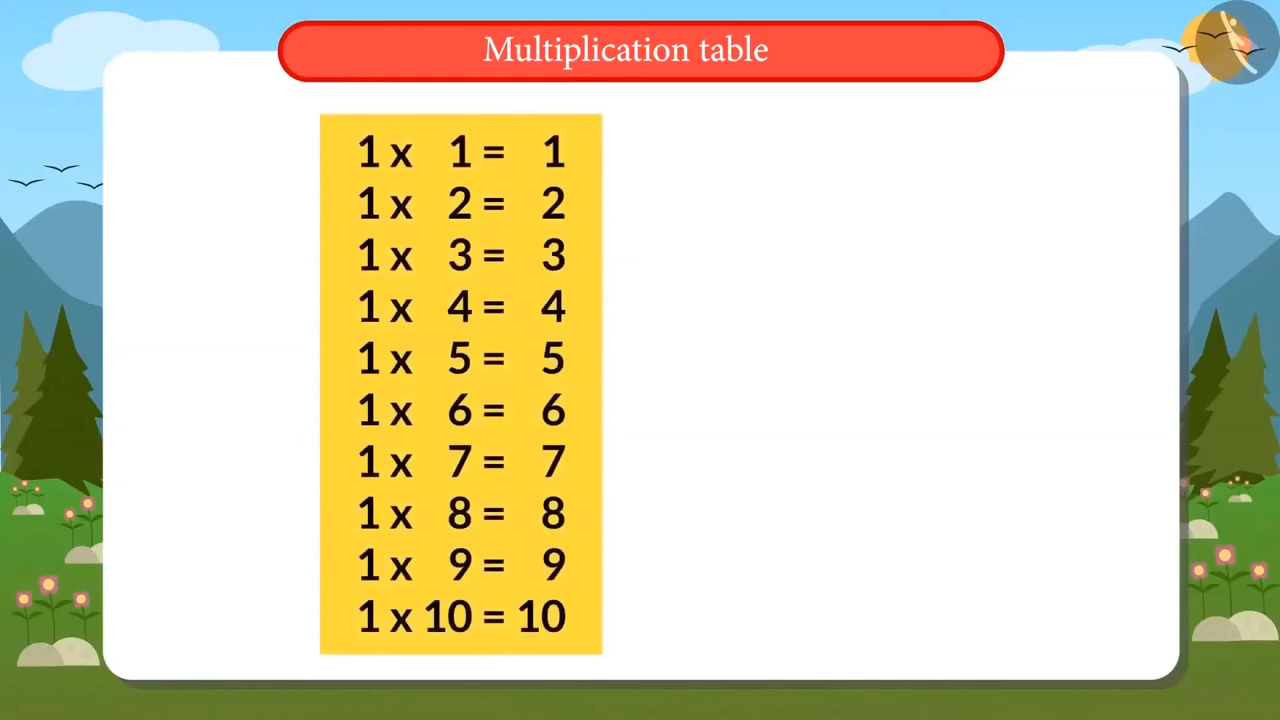 Multiplication table
1 x 1 = 1
1 x 2 = 2
1 x 3 = 3
1 x 4 = 4
1 x 5 = 5
1 x 6 = 6
1 x 7 = 7
1 x 8 = 8
1 x 9 = 9
1 x 10 = 10